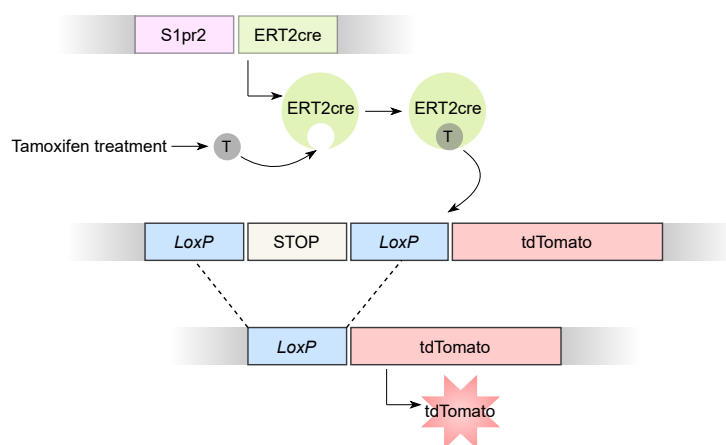 S1pr2
ERT2cre
ERT2cre
ERT2cre
Tamoxifen treatment
T
T
LoxP
STOP
LoxP
tdTomato
LoxP
tdTomato
tdTomato